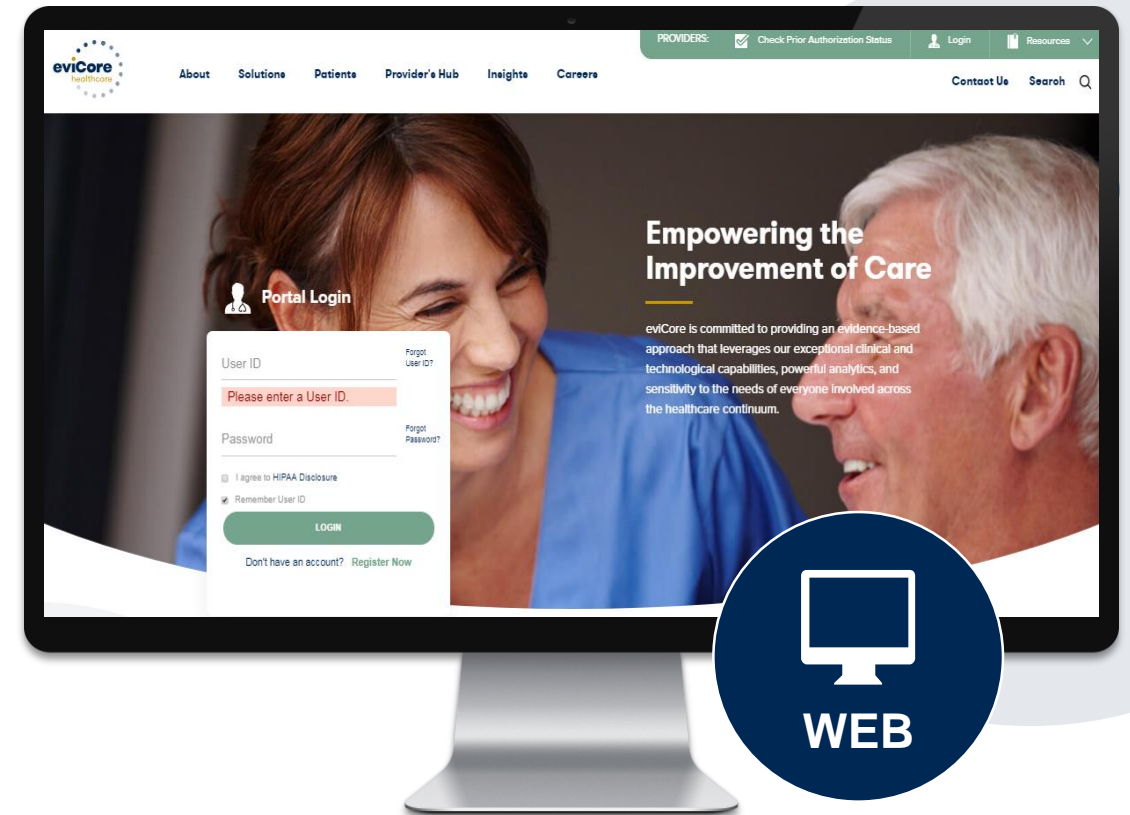 PROVIDERS: Check Prior Authorization Status Login Resources
eviCore
healthcare
About Solutions Patients Provider's Hub Insights Careers
Contact Us Search
Empowering the
Improvement of Care
Portal Login
eviCore is committed to providing an evidence-based
approach that leverages our exceptional clinical and
technological capabilities, powerful analytics, and
sensitivity to the needs of everyone involved across
the healthcare continuum.
User ID
Forgot
User ID?
Please enter a User ID.
Password
Forgot
Password?
I agree to HIPAA Disclosure
Remember User ID
LOGIN
Don't have an account? Register Now
WEB